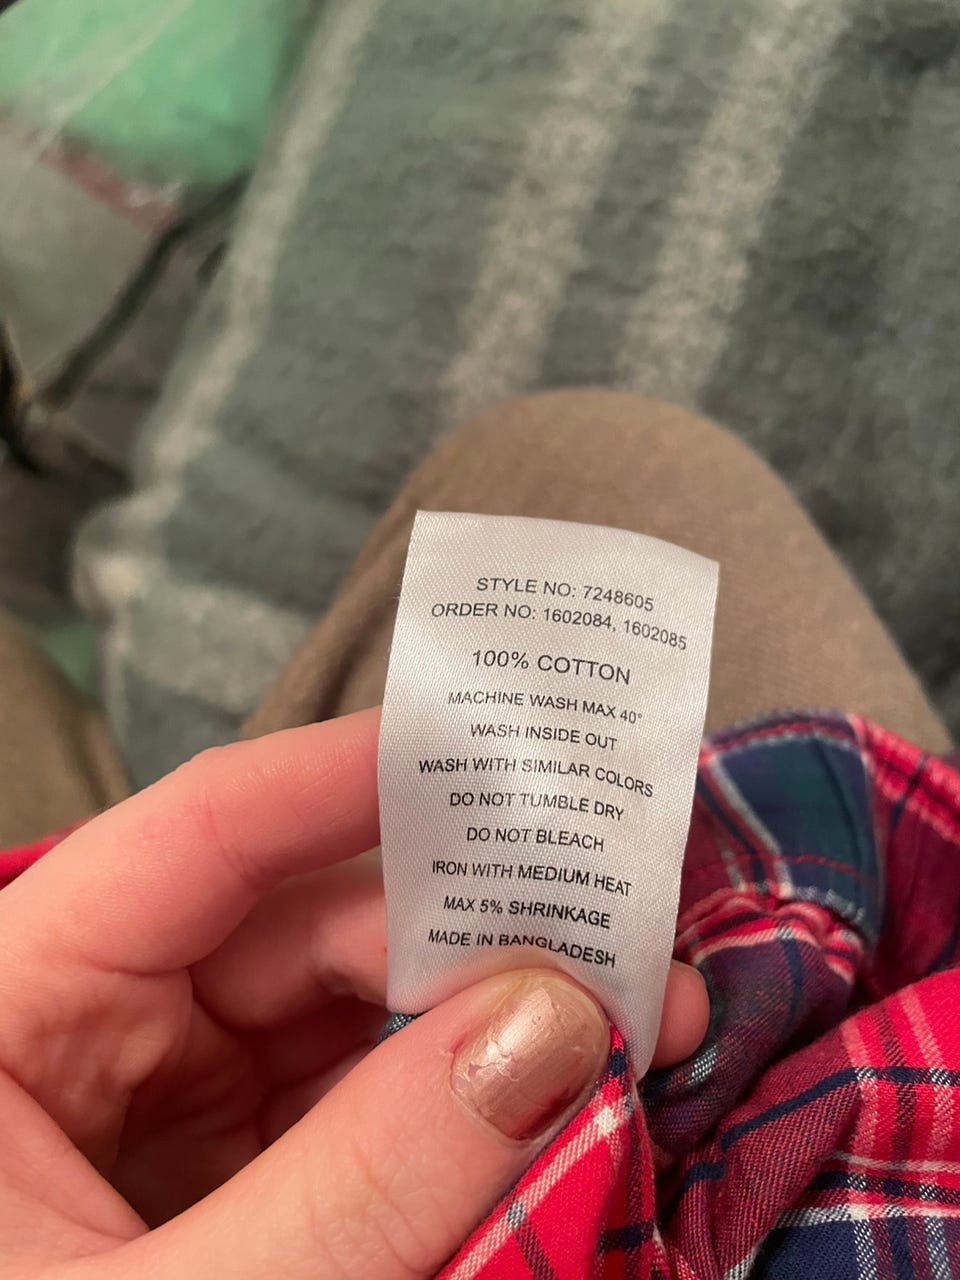 STYLE NO: 7248605
ORDER NO: 1602084, 1602085
100% COTTON
MACHINE WASH MAX 40°
WASH INSIDE OUT
WASH WITH SIMILAR COLORS
DO NOT TUMBLE DRY
DO NOT BLEACH
IRON WITH MEDIUM HEAT
MAX 5% SHRINKAGE
MADE IN BANGLADESH